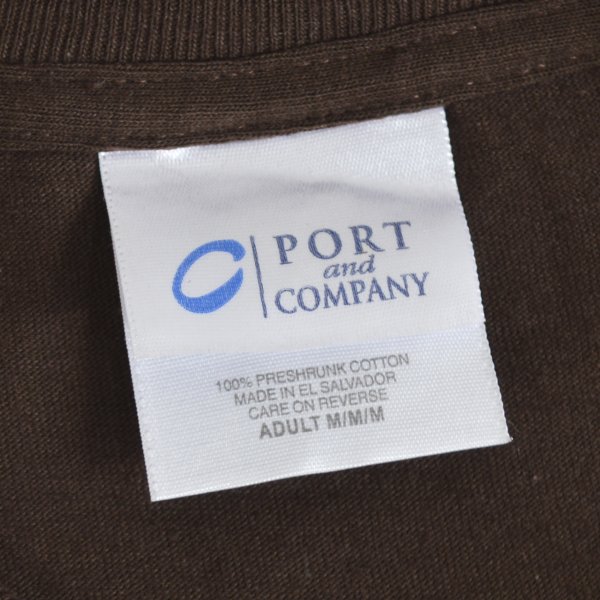 PORT
and
COMPANY
100% PRESHRUNK COTTON
MADE IN EL SALVADOR
CARE ON REVERSE
ADULT M/M/M